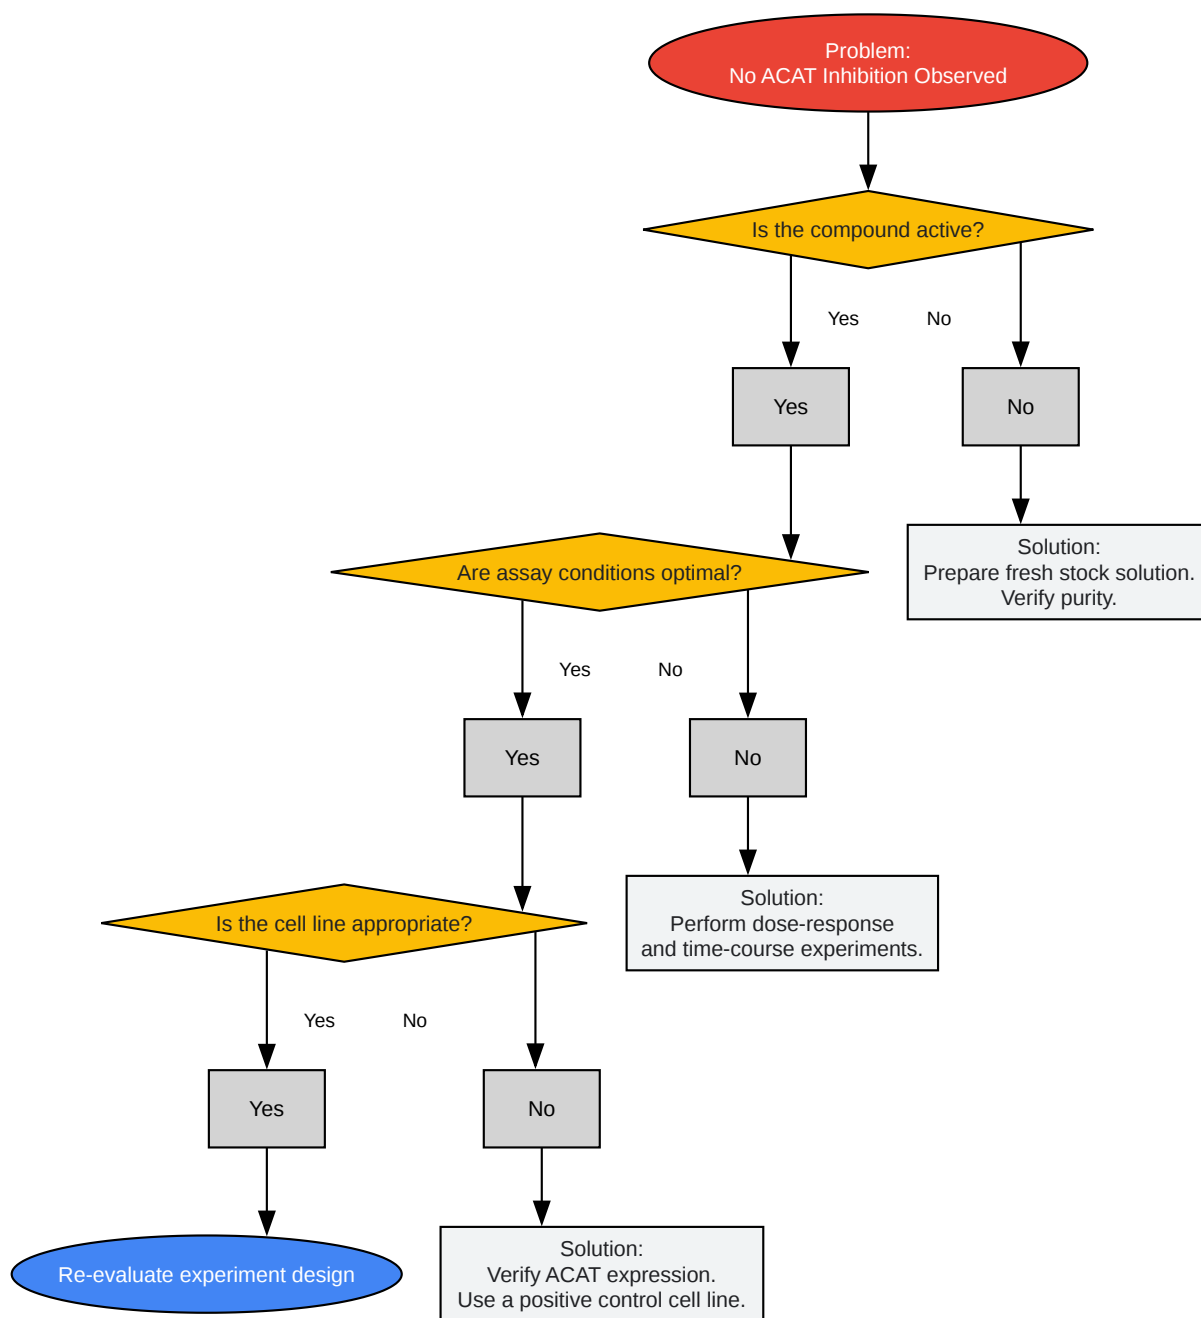 Problem:
No ACAT Inhibition Observed
Is the compound active?
Yes
No
Yes
No
Solution:
Prepare fresh stock solution.
Verify purity.
Are assay conditions optimal?
Yes
No
Yes
No
Solution:
Perform dose-response
and time-course experiments.
Is the cell line appropriate?
Yes
No
Yes
No
Re-evaluate experiment design
Solution:
Verify ACAT expression.
Use a positive control cell line.